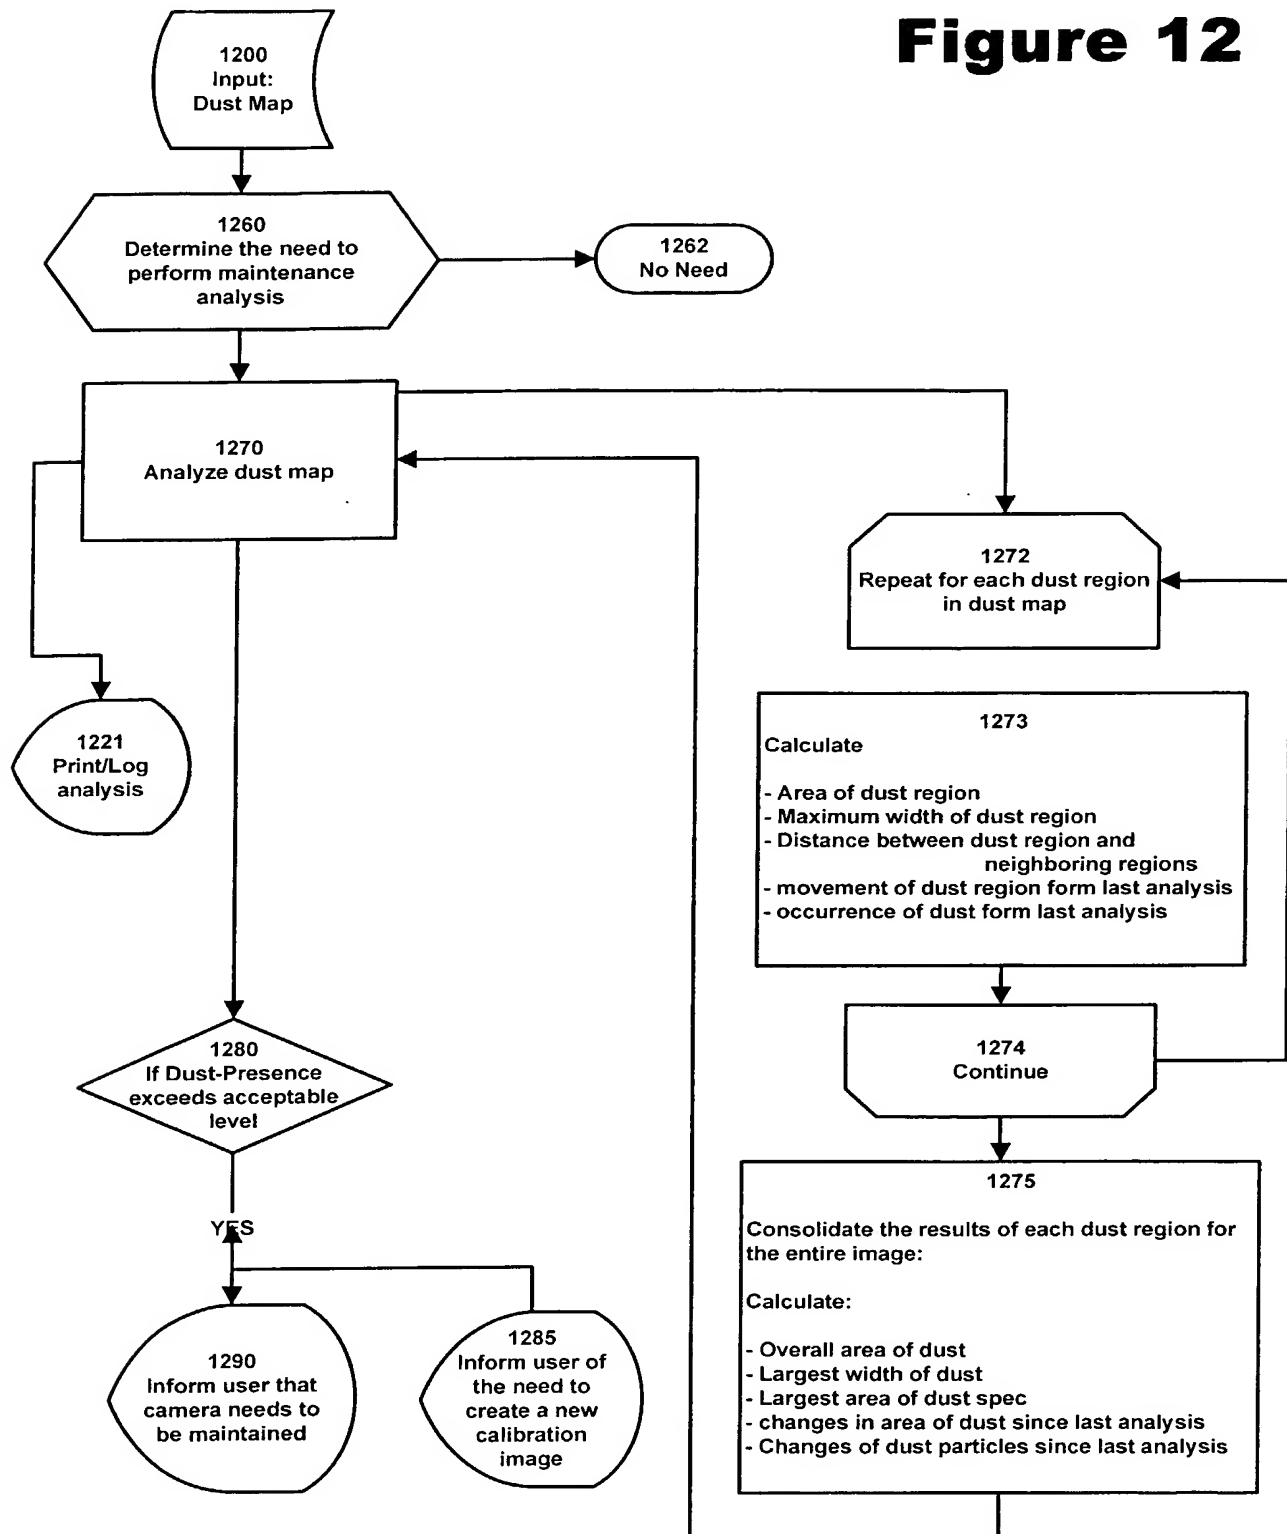 Figure 12
1200
Input:
Dust Map
1260
Determine the need to
perform maintenance
analysis
1262
No Need
1270
Analyze dust map
1272
Repeat for each dust region
in dust map
1221
Print/Log
analysis
1273
Calculate
- Area of dust region
- Maximum width of dust region
- Distance between dust region and
neighboring regions
- movement of dust region form last analysis
- occurrence of dust form last analysis
1280
If Dust-Presence
exceeds acceptable
level
1274
Continue
YES
1275
Consolidate the results of each dust region for
the entire image:
Calculate:
- Overall area of dust
- Largest width of dust
- Largest area of dust spec
- changes in area of dust since last analysis
- Changes of dust particles since last analysis
1290
Inform user that
camera needs to
be maintained
1285
Inform user of
the need to
create a new
calibration
image